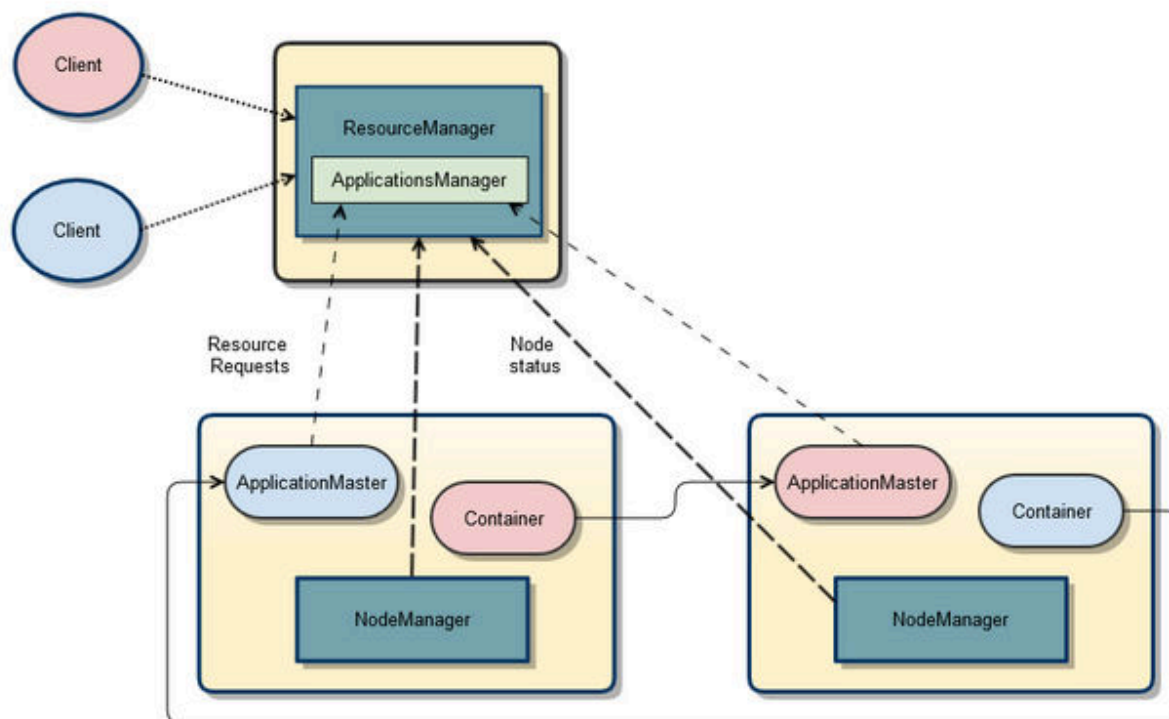 Client
ResourceManager
ApplicationsManager
Client
Resource
Requests
Node
status
ApplicationMaster
Container
NodeManager
ApplicationMaster
Container
NodeManager